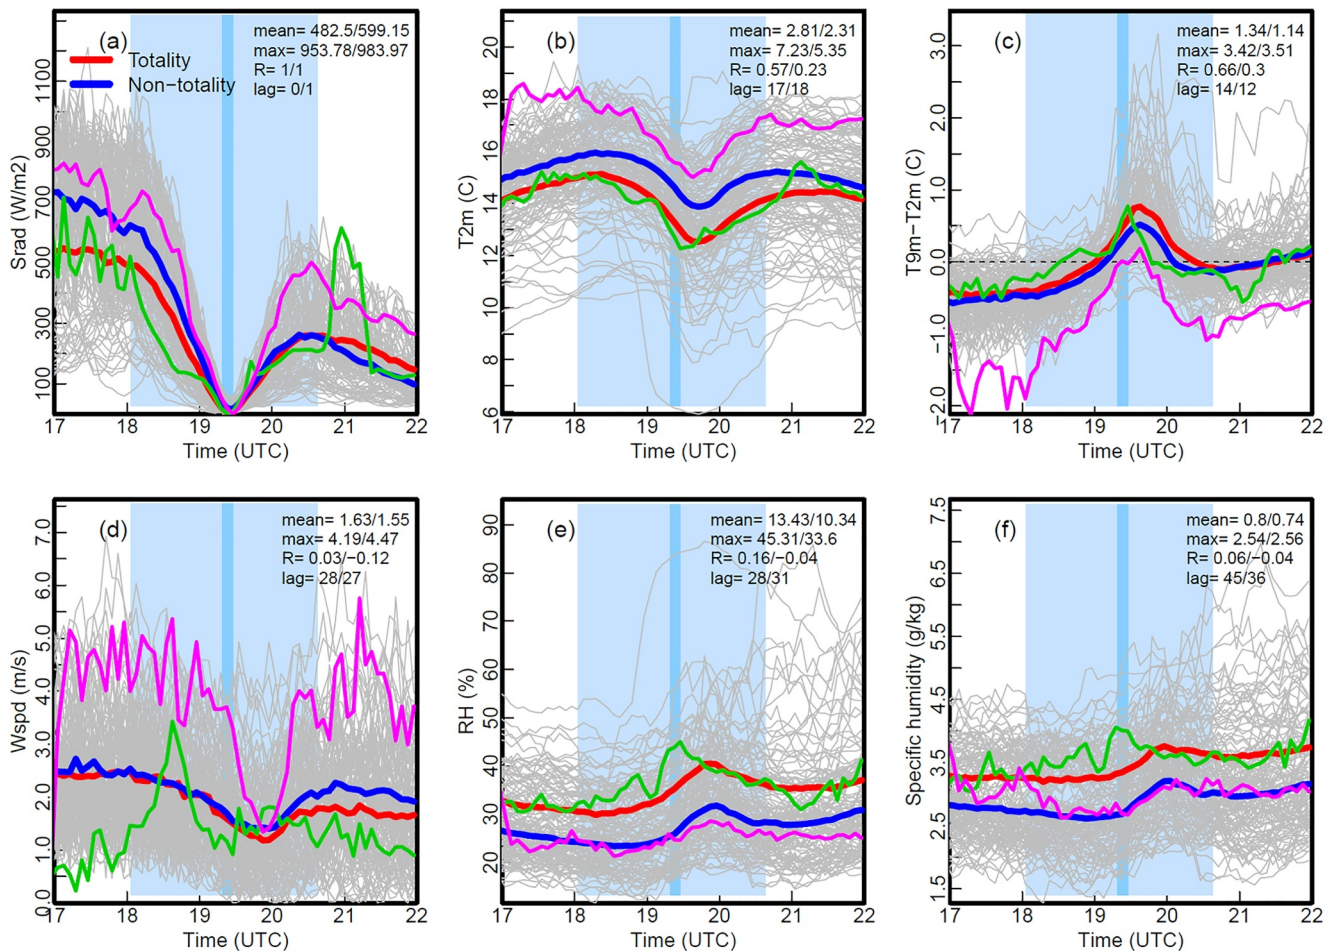 (a)
mean= 482.5/599.15
max= 953.78/983.97
R= 1/1
lag= 0/1
Totality
Non−totality
Srad (W/m2)
1100
900
700
500
300
100
17 18 19 20 21 22
Time (UTC)
(b)
mean= 2.81/2.31
max= 7.23/5.35
R= 0.57/0.23
lag= 17/18
T2m (C)
20
18
16
14
12
10
8
6
17 18 19 20 21 22
Time (UTC)
(c)
mean= 1.34/1.14
max= 3.42/3.51
R= 0.66/0.3
lag= 14/12
T9m−T2m (C)
3.0
2.0
1.0
0.0
−1.0
−2.0
17 18 19 20 21 22
Time (UTC)
(d)
mean= 1.63/1.55
max= 4.19/4.47
R= 0.03/−0.12
lag= 28/27
Wspd (m/s)
7.0
6.0
5.0
4.0
3.0
2.0
1.0
0.0
17 18 19 20 21 22
Time (UTC)
(e)
mean= 13.43/10.34
max= 45.31/33.6
R= 0.16/−0.04
lag= 28/31
RH (%)
90
80
70
60
50
40
30
20
17 18 19 20 21 22
Time (UTC)
(f)
mean= 0.8/0.74
max= 2.54/2.56
R= 0.06/−0.04
lag= 45/36
Specific humidity (g/kg)
7.5
6.5
5.5
4.5
3.5
2.5
1.5
17 18 19 20 21 22
Time (UTC)